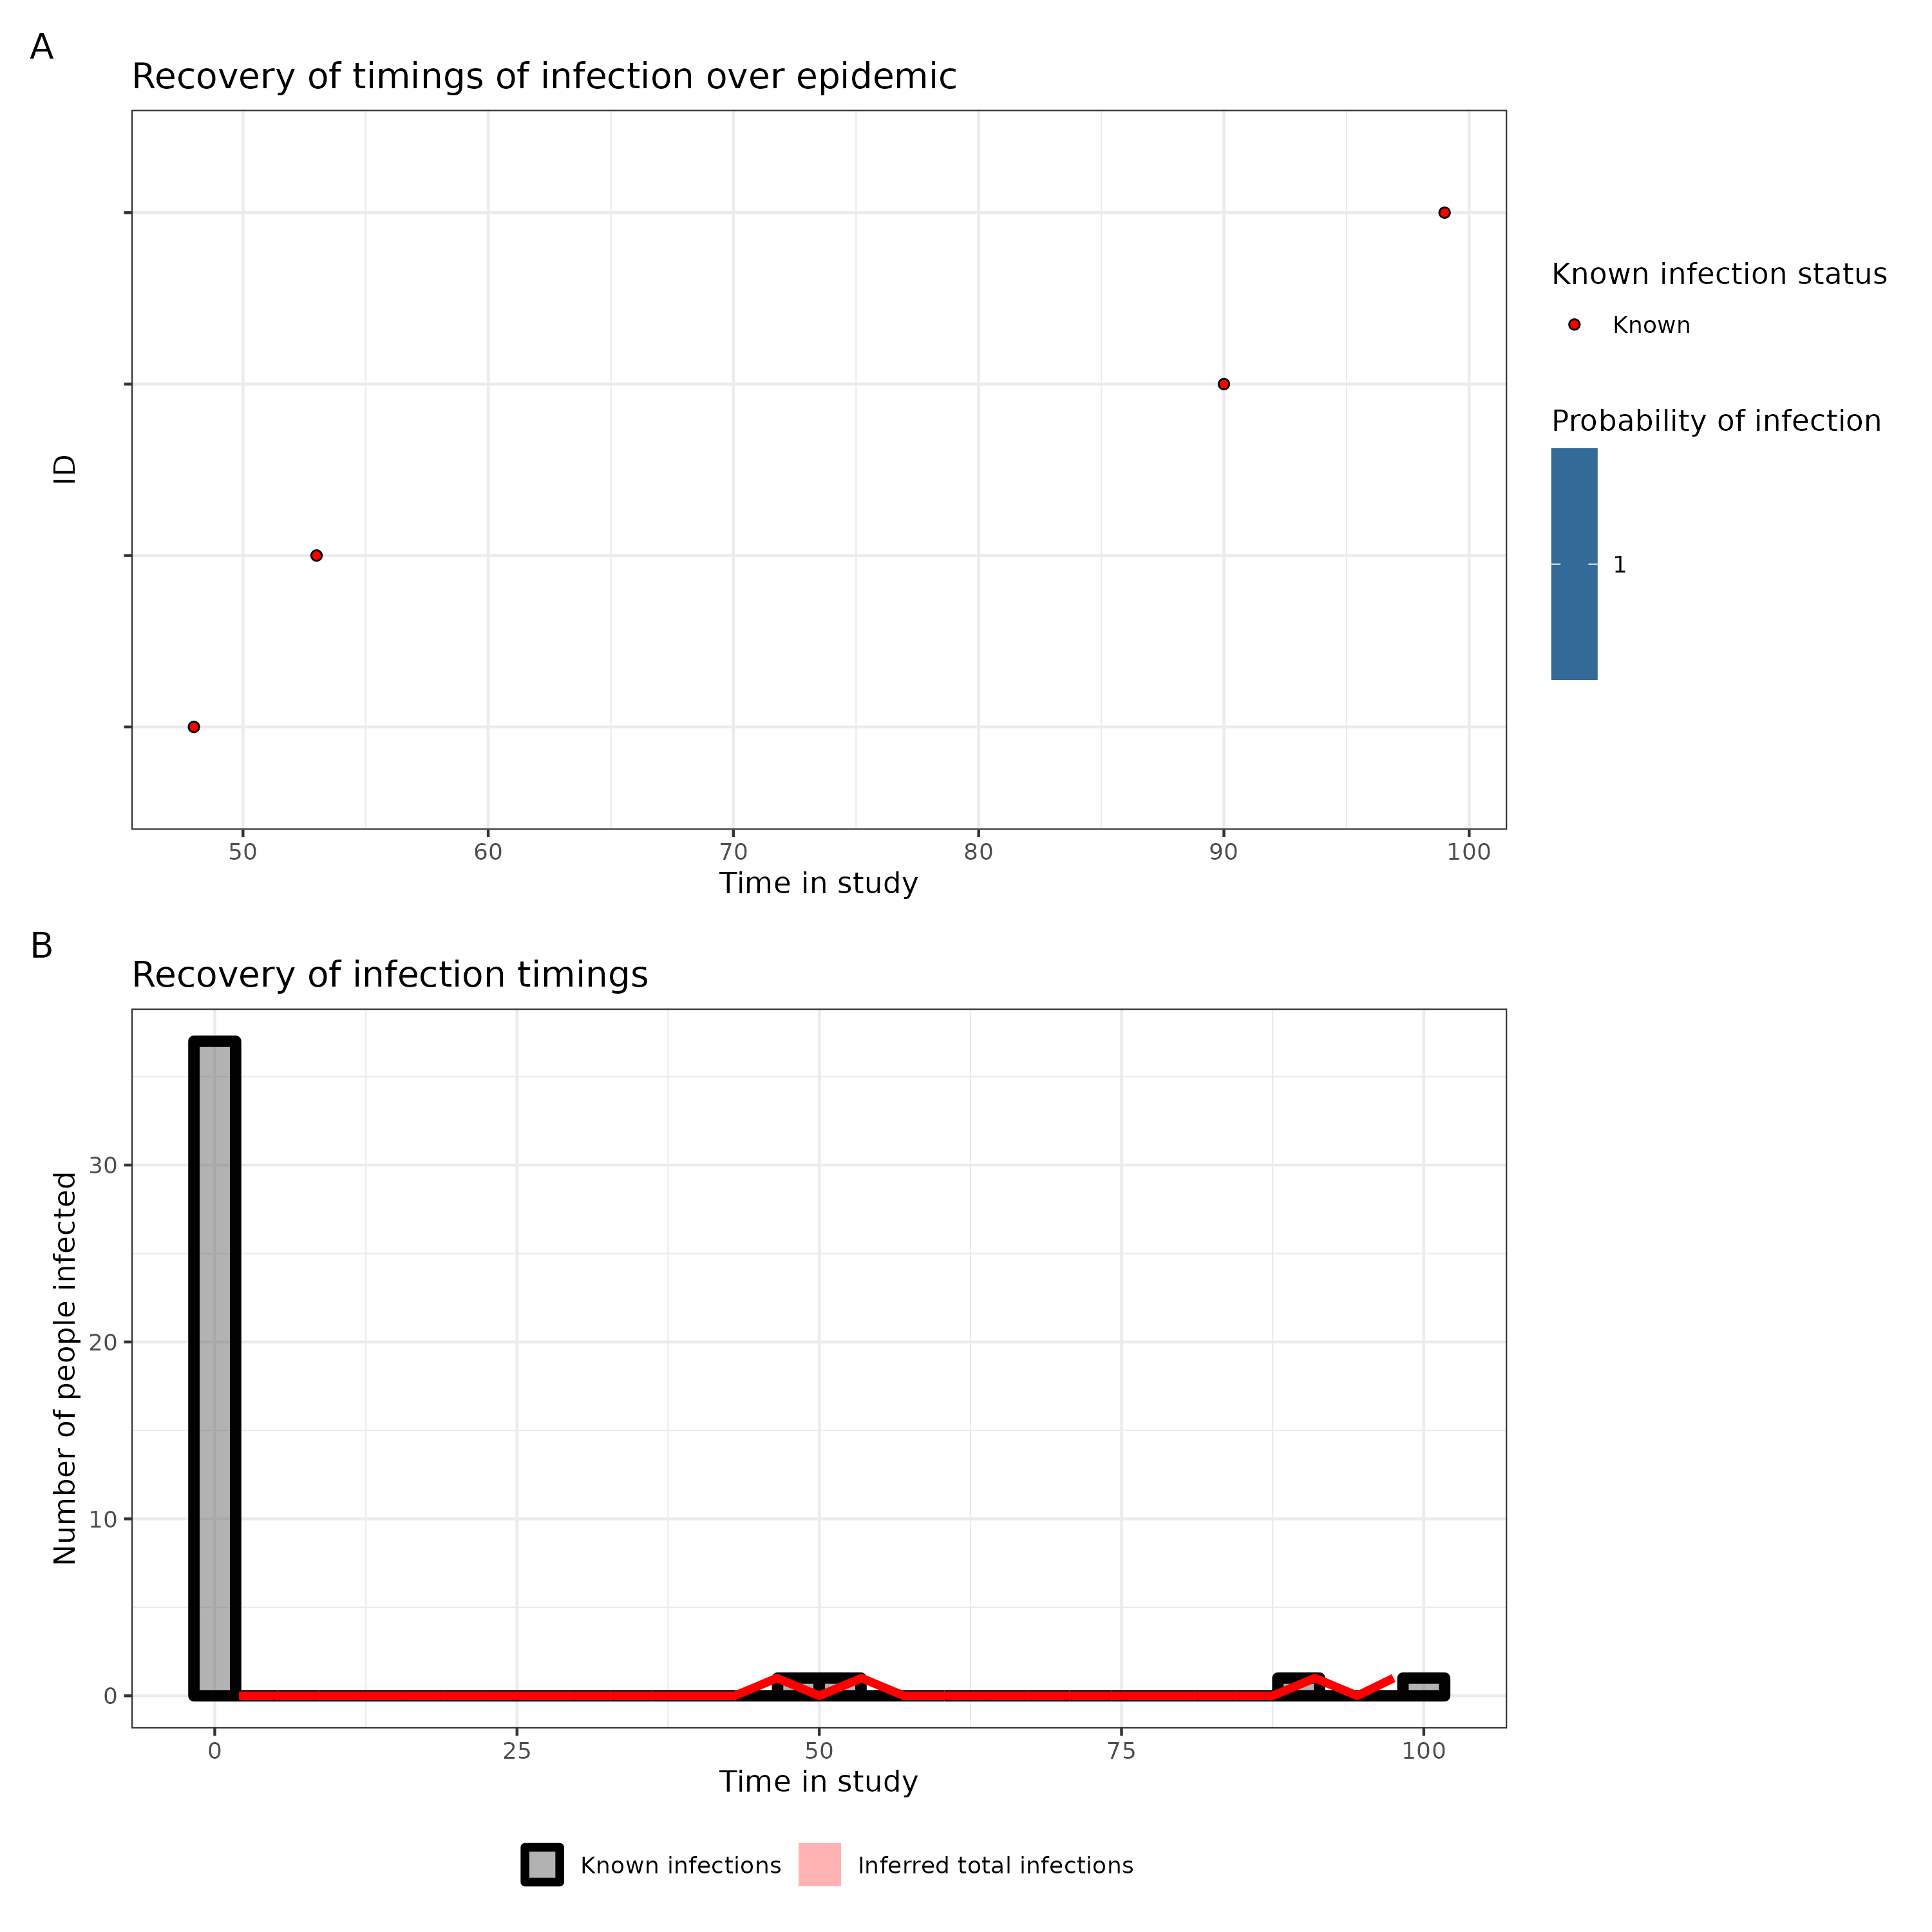 A
Recovery of timings of infection over epidemic
ID
50 60 70 80 90 100
Time in study
Known infection status
Known
Probability of infection
1
B
Recovery of infection timings
Number of people infected
30
20
10
0
0 25 50 75 100
Time in study
Known infections
Inferred total infections